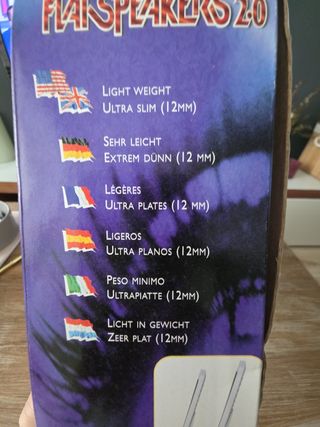 FLATSPEAKERS 2.0
LIGHT WEIGHT
ULTRA SLIM (12MM)
SEHR LEICHT
EXTREM DÜNN (12 MM)
LÉGÈRES
ULTRA PLATES (12 MM)
LIGEROS
ULTRA PLANOS (12MM)
PESO MINIMO
ULTRAPIATTE (12MM)
LICHT IN GEWICHT
ZEER PLAT (12MM)